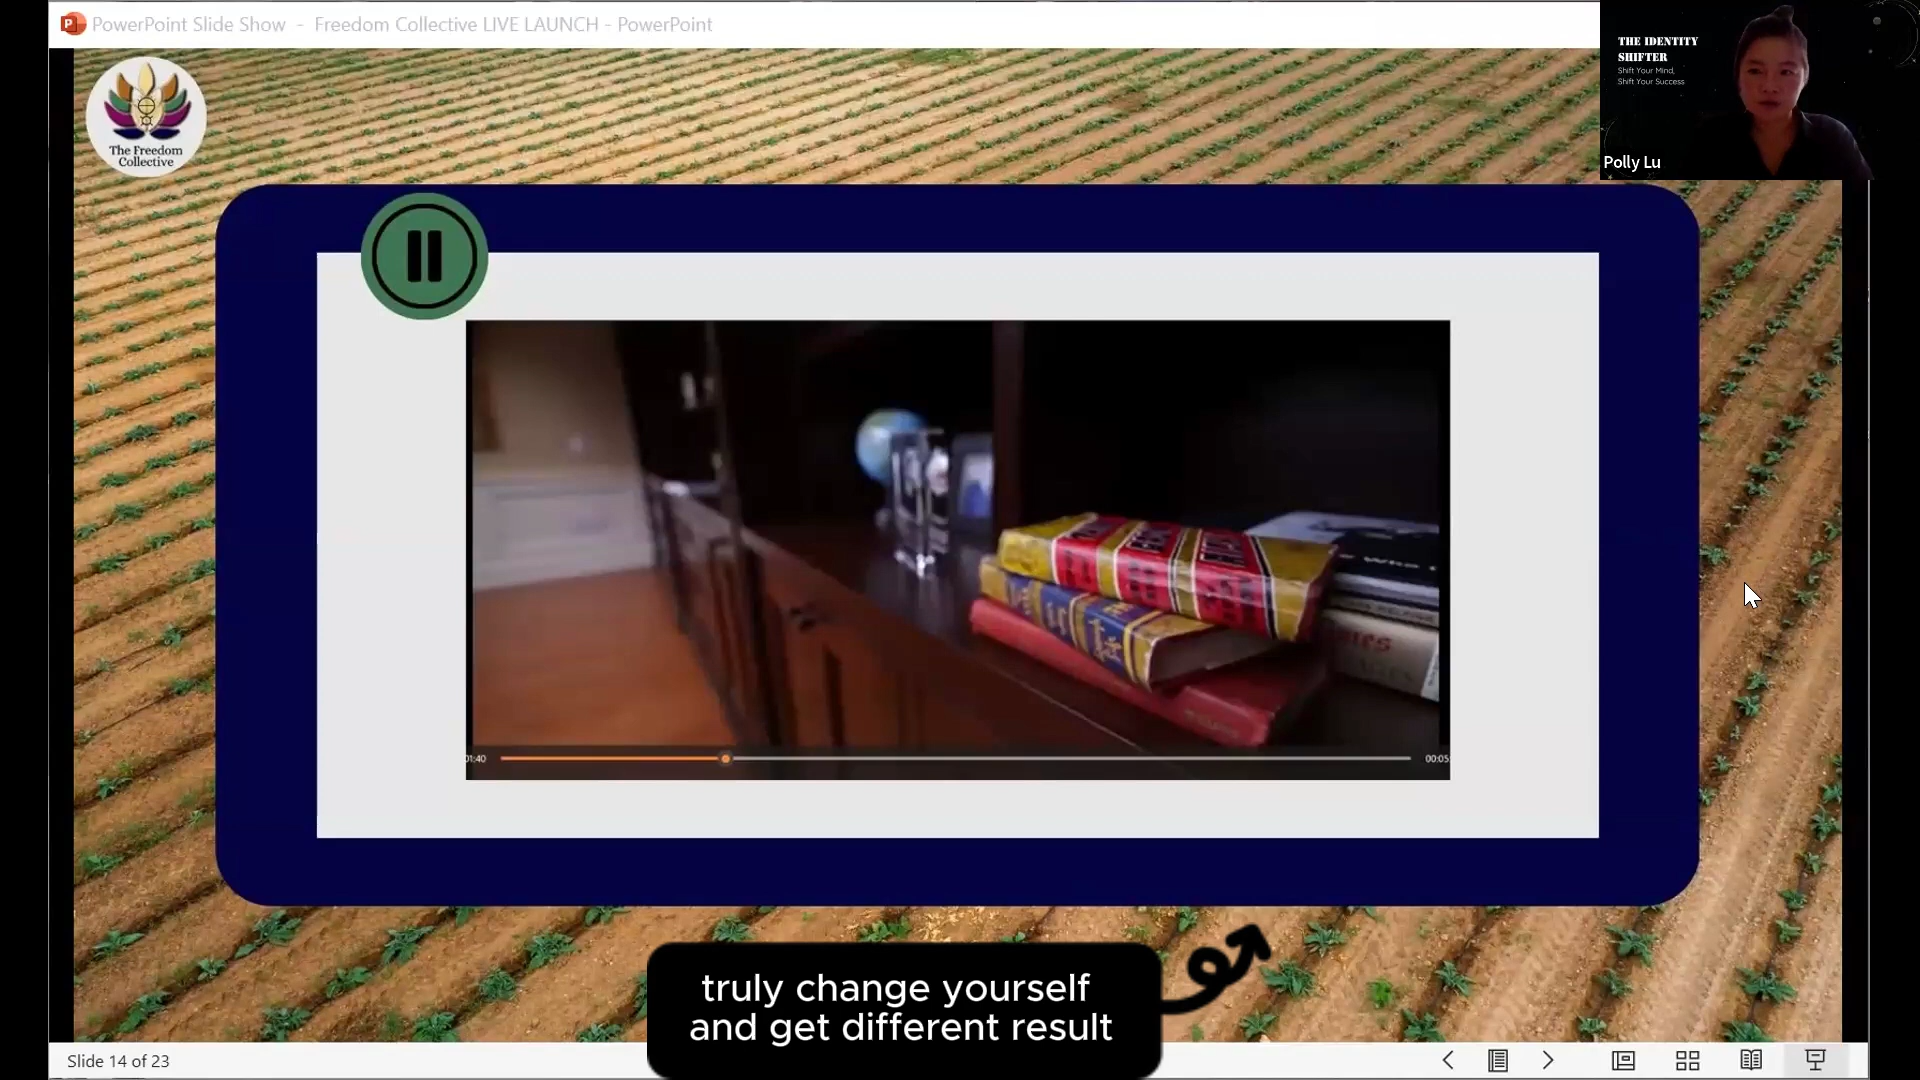 PowerPoint Slide Show - Freedom Collective LIVE LAUNCH - PowerPoint
THE IDENTITY
SHIFTER
Shift Your Mind,
Shift Your Success
Polly Lu
The Freedom
Collective
01:40
00:05
truly change yourself
and get different result
Slide 14 of 23